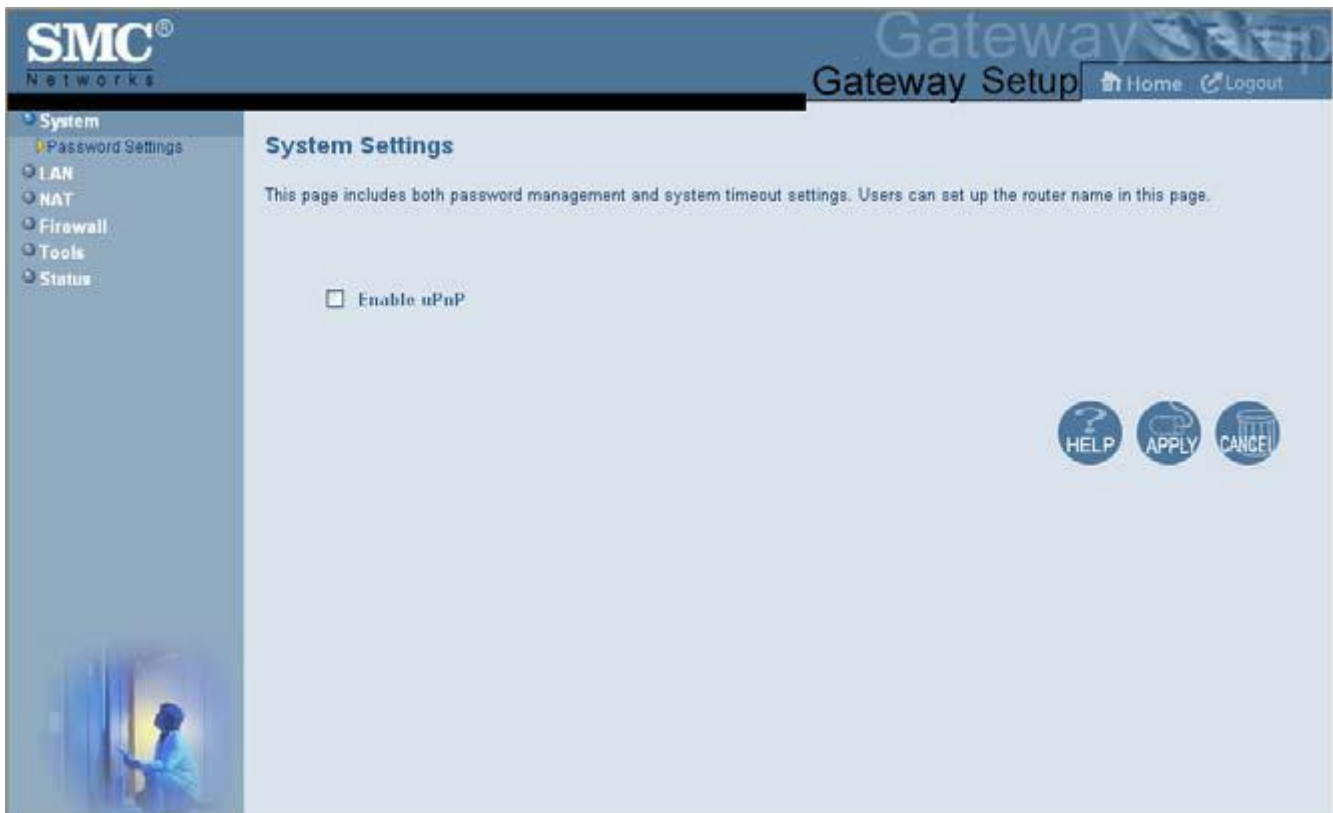 SMC®
Networks
Gateway Setup
Gateway Setup
Home
Logout
System
Password Settings
LAN
NAT
Firewall
Tools
Status
System Settings
This page includes both password management and system timeout settings. Users can set up the router name in this page.
Enable uPnP
HELP
APPLY
CANCEL